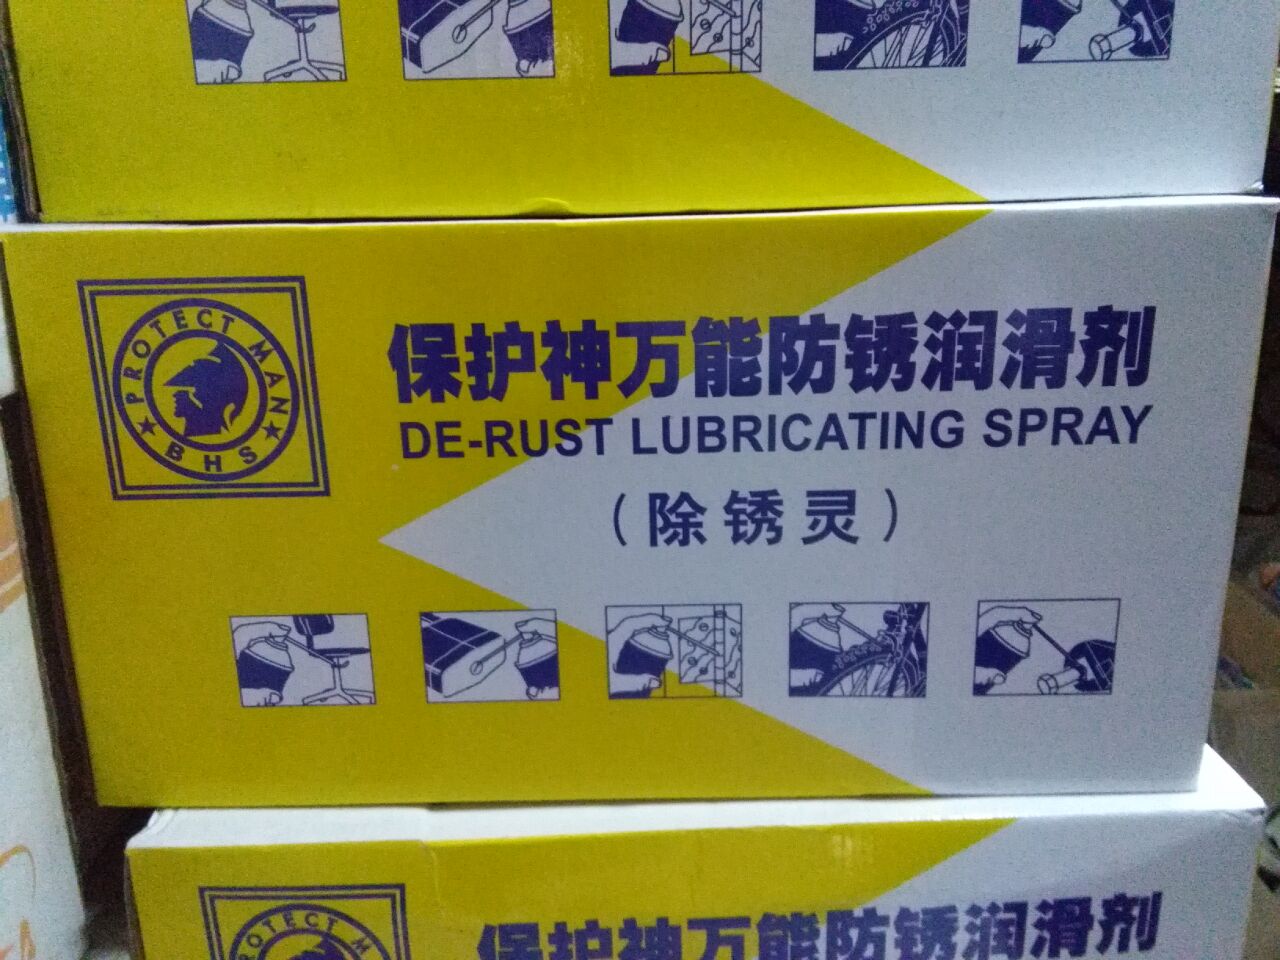 PROTECT MAN
BHS
保护神万能防锈润滑剂
DE-RUST LUBRICATING SPRAY
（除锈灵）
ROTECT M
保护神万能防锈润滑剂